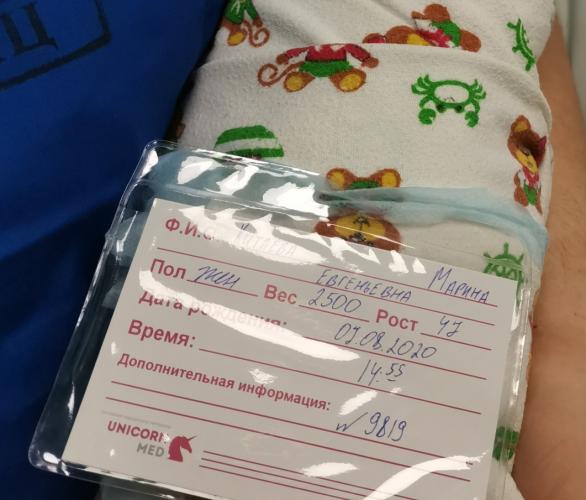 Ф.И.О. Китаева
Евгеньевна Марина
Пол жен Вес 2500 Рост 47
Дата рождения: 07.08.2020
Время: 14:55
Дополнительная информация:
№ 9819
UNICORN
MED